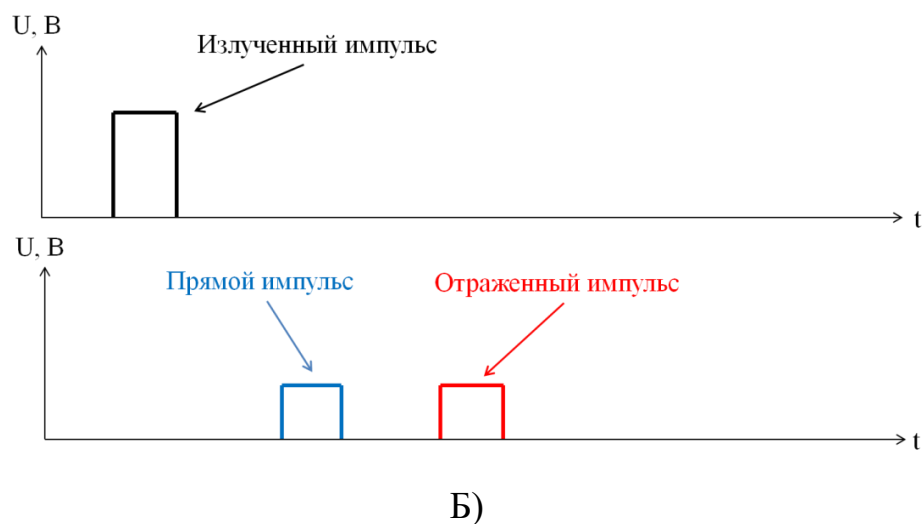 U, В
Излученный импульс
t
U, В
Прямой импульс
Отраженный импульс
t
Б)